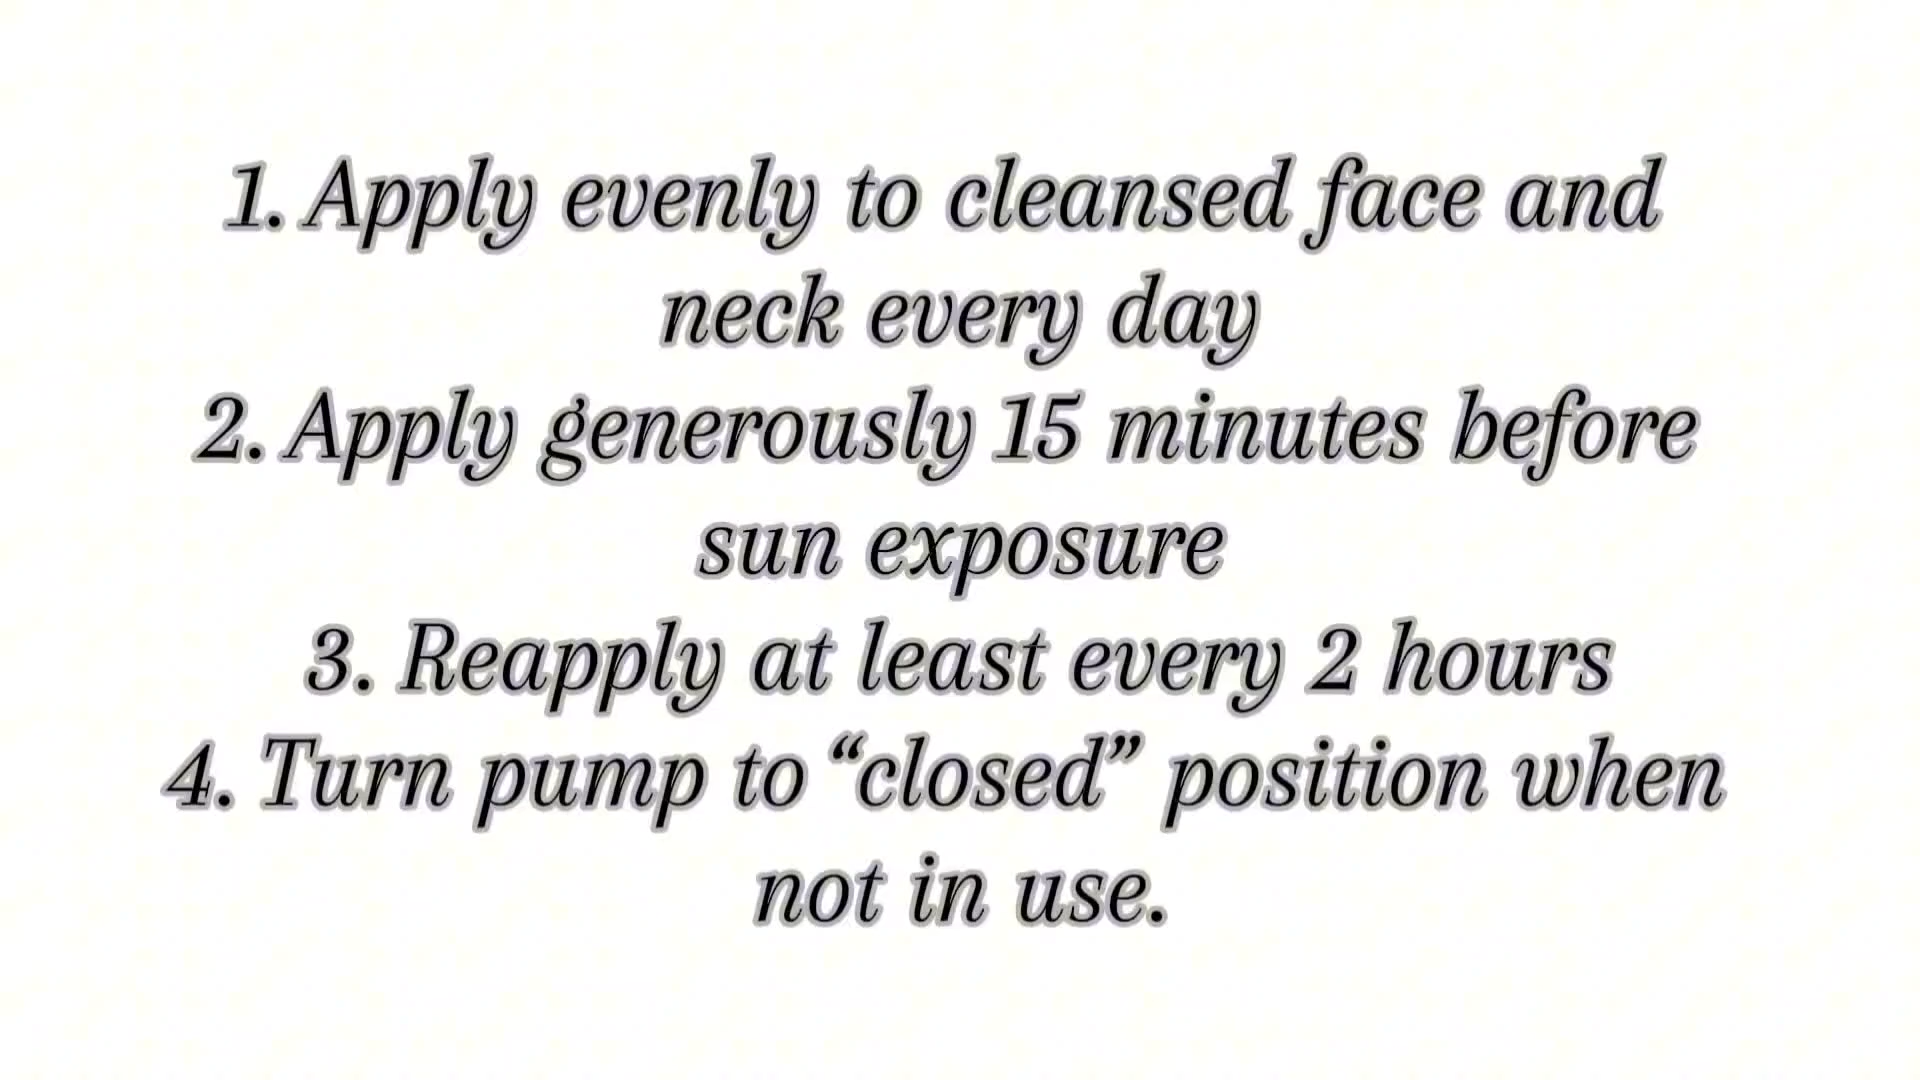 1. Apply evenly to cleansed face and
neck every day
2. Apply generously 15 minutes before
sun exposure
3. Reapply at least every 2 hours
4. Turn pump to “closed” position when
not in use.